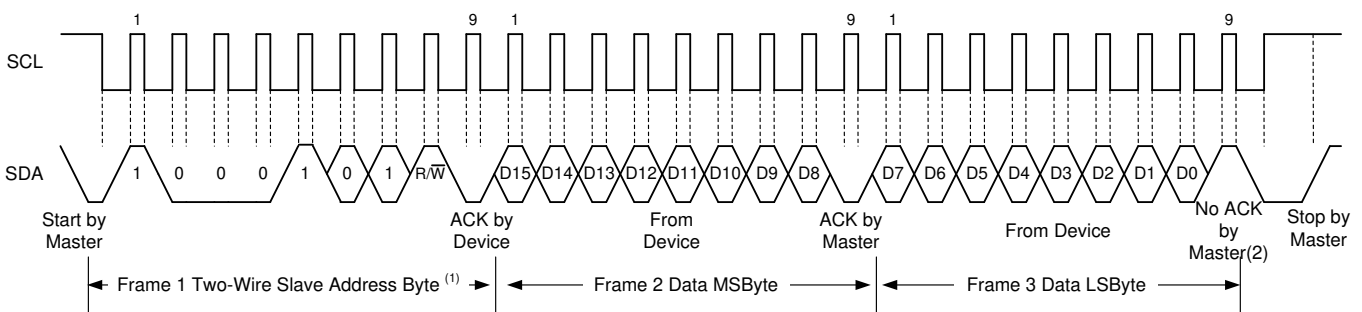 1 9 1 9 1 9
SCL
SDA
1 0 0 0 1 0 1 R/W D15 D14 D13 D12 D11 D10 D9 D8 D7 D6 D5 D4 D3 D2 D1 D0
Start by
Master
ACK by
Device
From
Device
ACK by
Master
From Device
No ACK
by
Master(2)
Stop by
Master
Frame 1 Two-Wire Slave Address Byte (1)
Frame 2 Data MSByte
Frame 3 Data LSByte